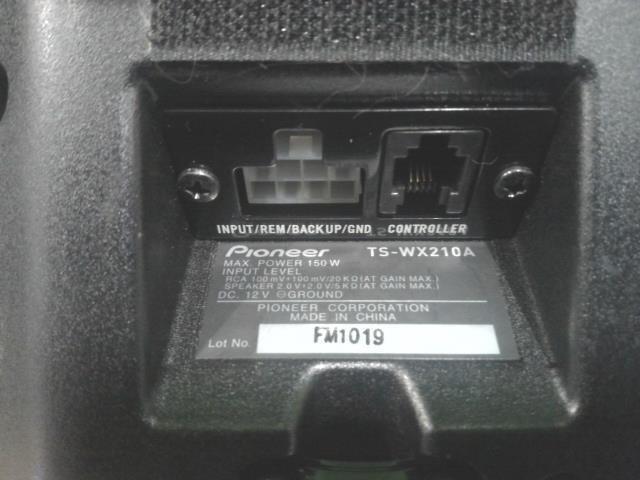 INPUT/REM/BACKUP/GND CONTROLLER
Pioneer TS-WX210A
MAX. POWER 150 W
INPUT LEVEL
RCA 100 mV+100 mV/20 KΩ(AT GAIN MAX.)
SPEAKER 2.0 V+2.0 V/5 KΩ(AT GAIN MAX.)
DC. 12 V ⊖GROUND
PIONEER CORPORATION
MADE IN CHINA
Lot No. FM1019